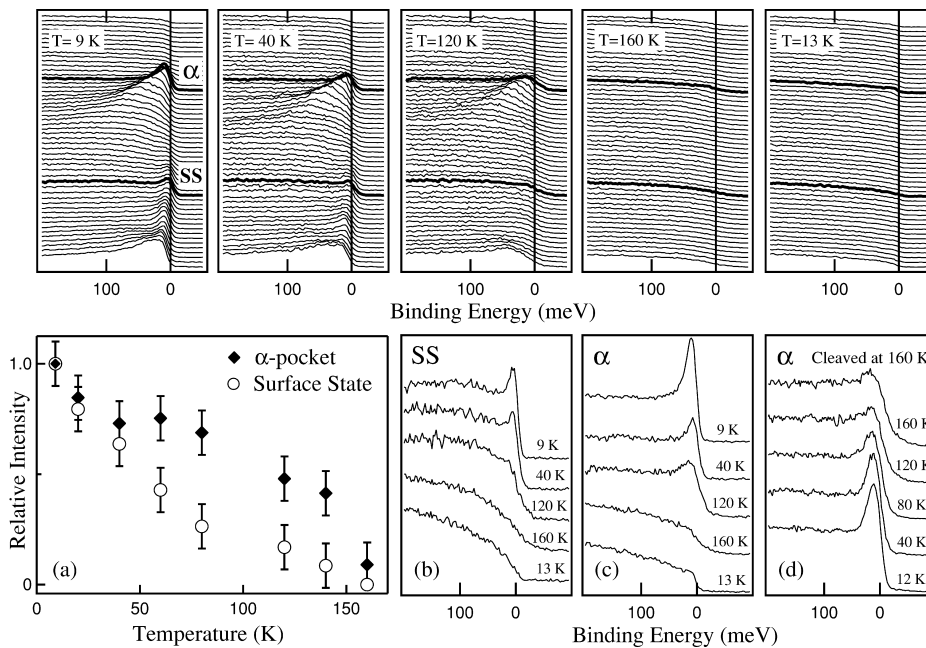 T= 9 K
T= 40 K
T=120 K
T=160 K
T=13 K
α
SS
100 0
100 0
100 0
100 0
100 0
Binding Energy (meV)
Relative Intensity
1.0
0
α-pocket
Surface State
(a)
0 50 100 150
Temperature (K)
SS
9 K
40 K
120 K
160 K
13 K
(b)
100 0
α
9 K
40 K
120 K
160 K
13 K
(c)
100 0
α Cleaved at 160 K
160 K
120 K
80 K
40 K
12 K
(d)
100 0
Binding Energy (meV)